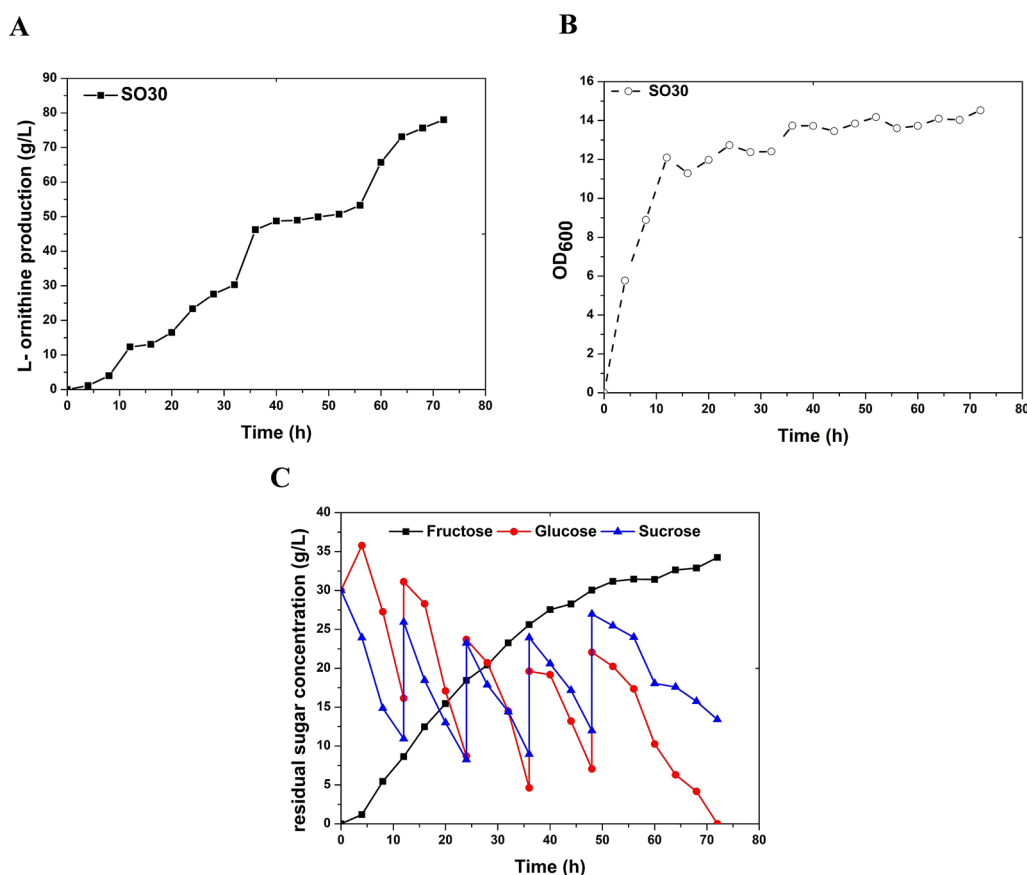 A
SO30
L- ornithine production (g/L)
90
80
70
60
50
40
30
20
10
0
0 10 20 30 40 50 60 70 80
Time (h)
B
SO30
OD600
16
14
12
10
8
6
4
2
0
0 10 20 30 40 50 60 70 80
Time (h)
C
Fructose Glucose Sucrose
residual sugar concentration (g/L)
40
35
30
25
20
15
10
5
0
0 10 20 30 40 50 60 70 80
Time (h)